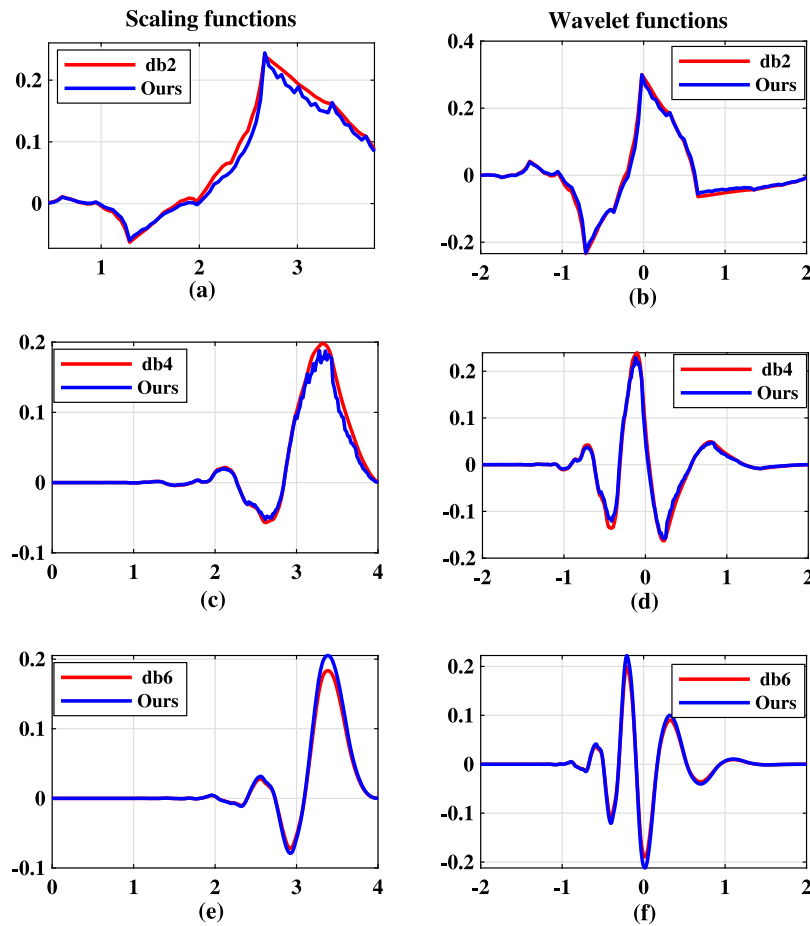 Scaling functions
Wavelet functions
db2
Ours
0.2
0.1
0
1
2
3
(a)
db2
Ours
0.4
0.2
0
-0.2
-2
-1
0
1
2
(b)
db4
Ours
0.2
0.1
0
-0.1
0
1
2
3
4
(c)
db4
Ours
0.2
0.1
0
-0.1
-0.2
-2
-1
0
1
2
(d)
db6
Ours
0.2
0.1
0
-0.1
0
1
2
3
4
(e)
db6
Ours
0.2
0.1
0
-0.1
-0.2
-2
-1
0
1
2
(f)